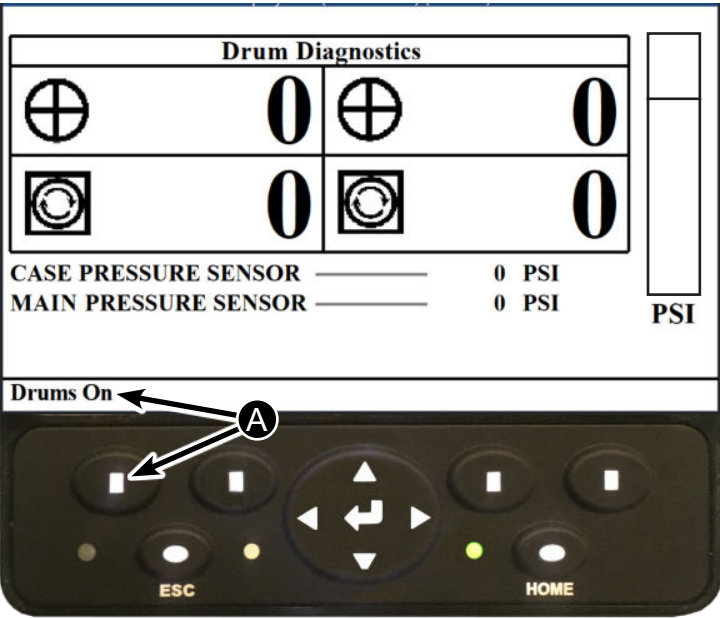 Drum Diagnostics
0 0
0 0
CASE PRESSURE SENSOR 0 PSI
MAIN PRESSURE SENSOR 0 PSI
PSI
Drums On
A
ESC HOME